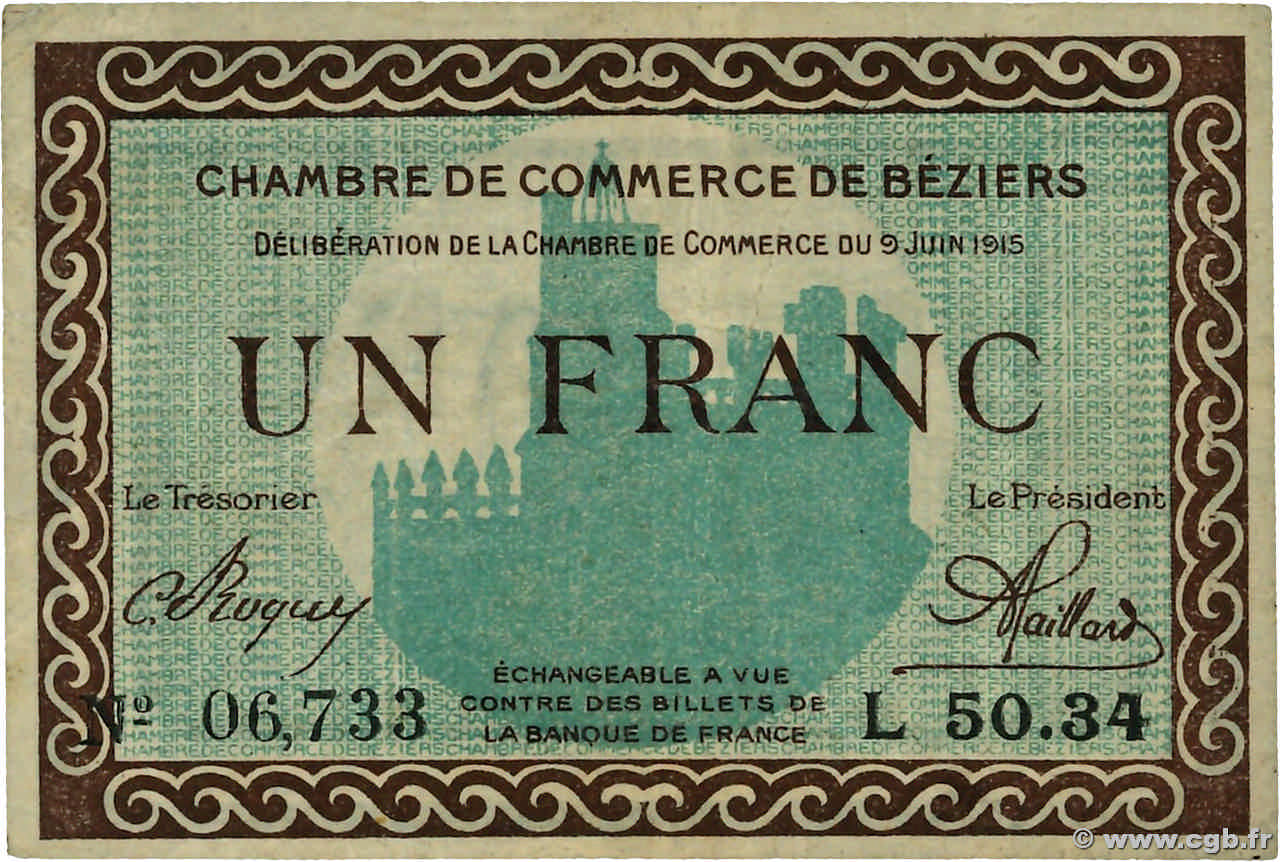 CHAMBRE DE COMMERCE DE BÉZIERS
DÉLIBÉRATION DE LA CHAMBRE DE COMMERCE DU 9 JUIN 1915
UN FRANC
Le Trésorier
Le Président
C. Roguy
A Maillard
ÉCHANGEABLE A VUE
CONTRE DES BILLETS DE
LA BANQUE DE FRANCE
Nº 06,733
L 50.34
© www.cgb.fr